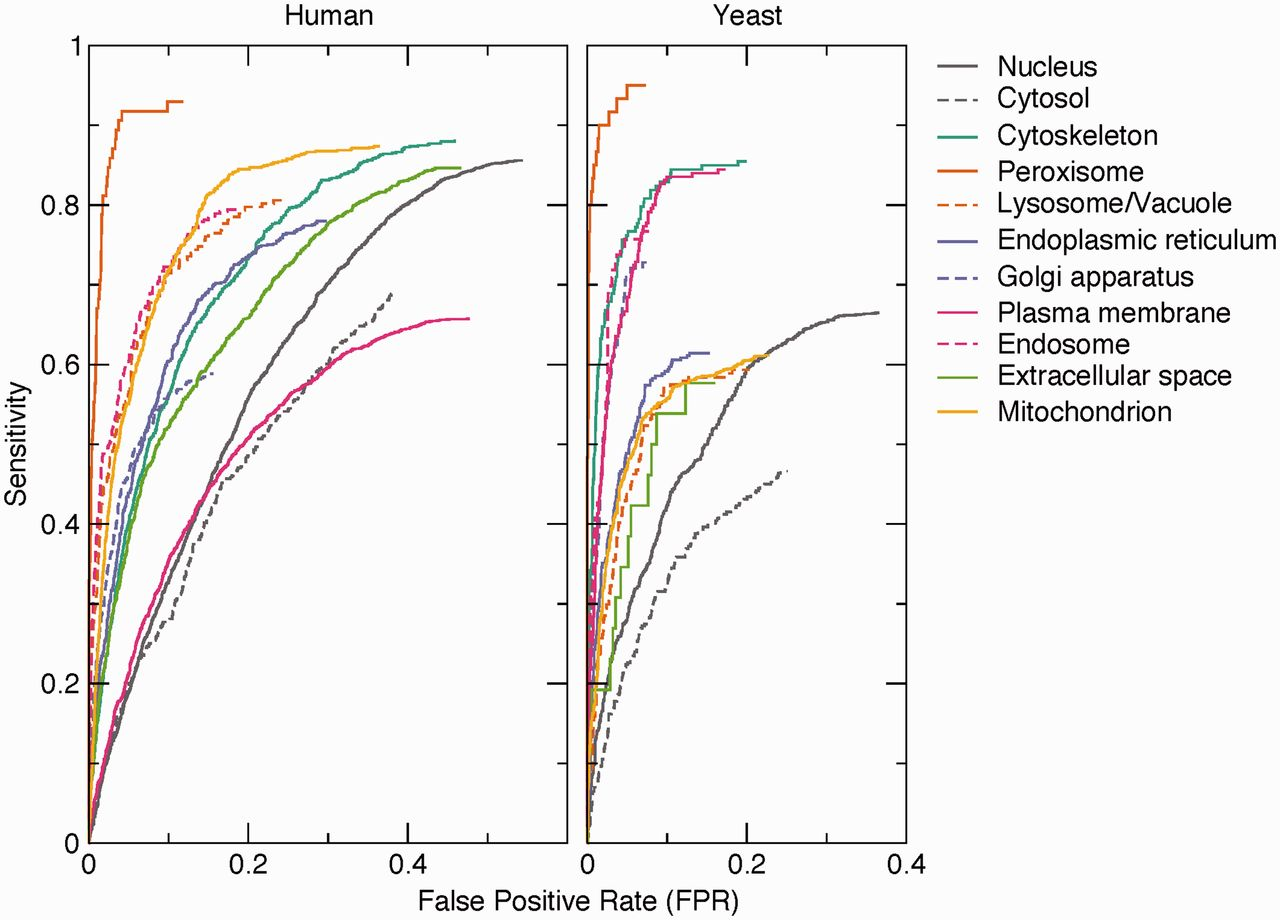 Human
Yeast
1
0.8
0.6
0.4
0.2
0
Sensitivity
0
0.2
0.4
0
0.2
0.4
False Positive Rate (FPR)
Nucleus
Cytosol
Cytoskeleton
Peroxisome
Lysosome/Vacuole
Endoplasmic reticulum
Golgi apparatus
Plasma membrane
Endosome
Extracellular space
Mitochondrion